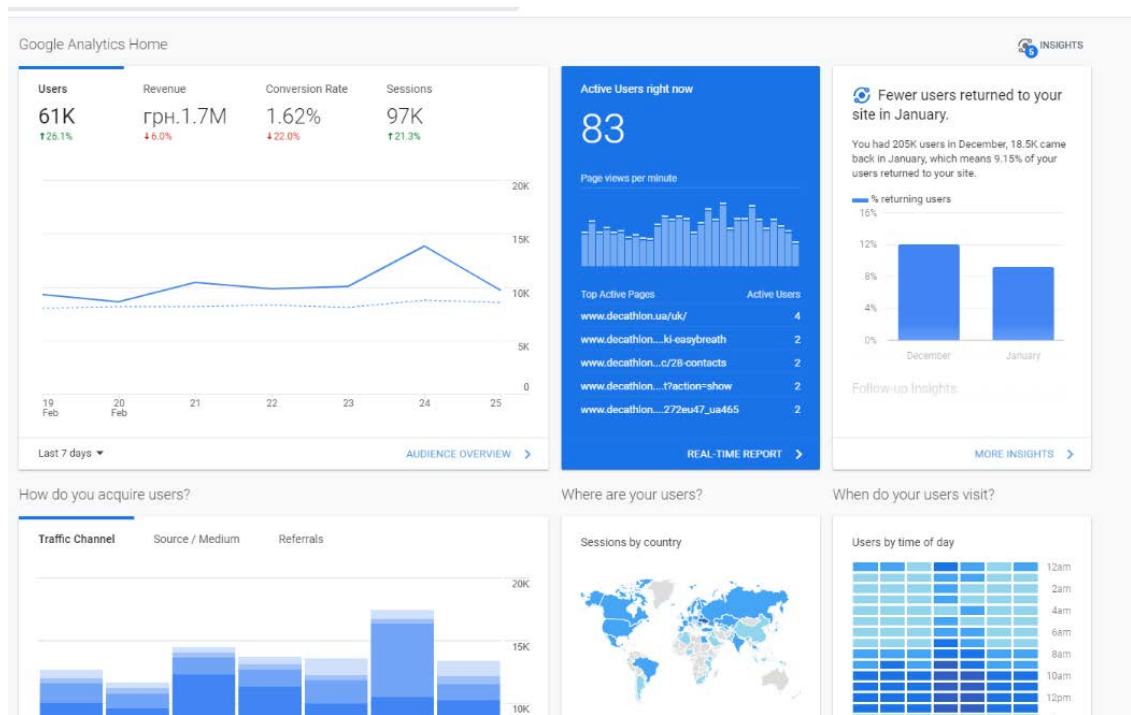 Google Analytics Home
5 INSIGHTS
Users Revenue Conversion Rate Sessions
61K грн.1.7M 1.62% 97K
↑26.1% ↓6.0% ↓22.0% ↑21.3%
20K
15K
10K
5K
0
19 Feb 20 Feb 21 22 23 24 25
Last 7 days AUDIENCE OVERVIEW
Active Users right now
83
Page views per minute
Top Active Pages Active Users
www.decathlon.ua/uk/ 4
www.decathlon....ki-easybreath 2
www.decathlon...c/28-contacts 2
www.decathlon....t?action=show 2
www.decathlon....272eu47_ua465 2
REAL-TIME REPORT
Fewer users returned to your
site in January.
You had 205K users in December, 18.5K came
back in January, which means 9.15% of your
users returned to your site.
% returning users
16%
12%
8%
4%
0%
December January
Follow-up Insights
MORE INSIGHTS
How do you acquire users?
Traffic Channel Source / Medium Referrals
20K
15K
10K
Where are your users?
Sessions by country
When do your users visit?
Users by time of day
12am
2am
4am
6am
8am
10am
12pm